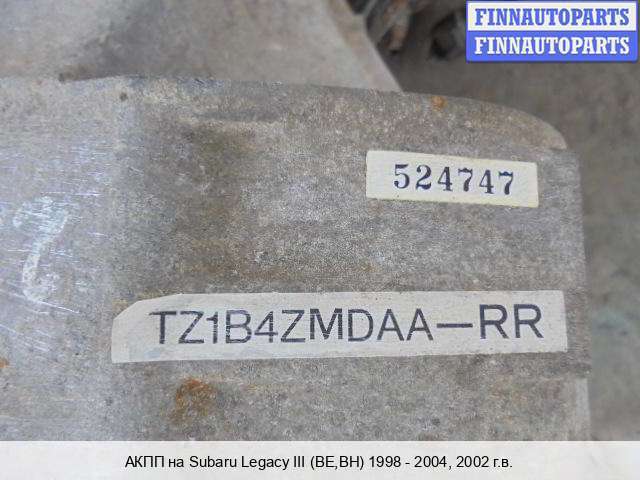 FINNAUTOPARTS
FINNAUTOPARTS
524747
TZ1B4ZMDAA-RR
АКПП на Subaru Legacy III (BE,BH) 1998 - 2004, 2002 г.в.